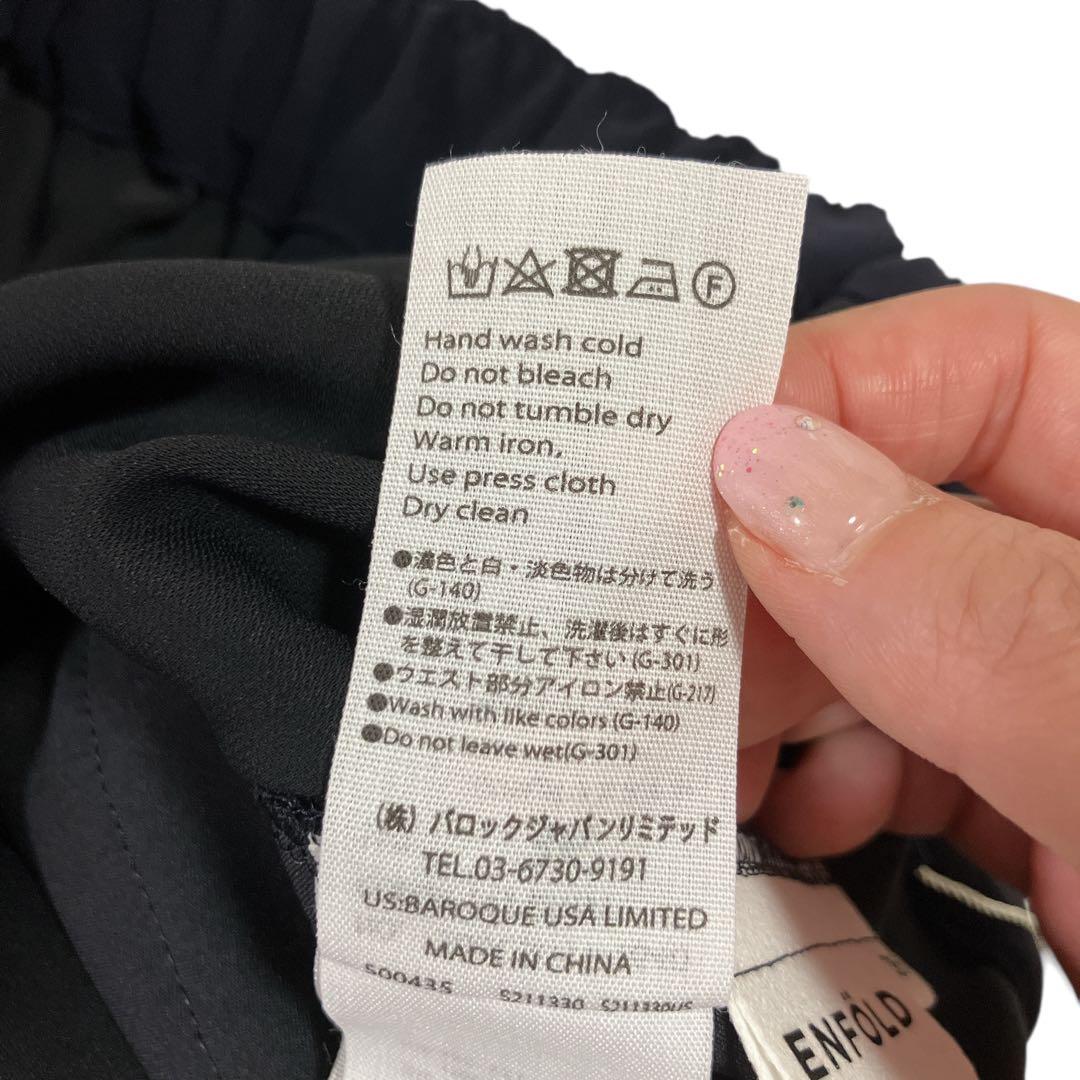 F
Hand wash cold
Do not bleach
Do not tumble dry
Warm iron,
Use press cloth
Dry clean
●濃色と白・淡色物は分けて洗う
(G-140)
●湿潤放置禁止、洗濯後はすぐに形
を整えて干して下さい(G-301)
●ウエスト部分アイロン禁止(G-217)
●Wash with like colors (G-140)
●Do not leave wet(G-301)
(株) バロックジャパンリミテッド
TEL.03-6730-9191
US:BAROQUE USA LIMITED
MADE IN CHINA
S00435 S211330 S211330US
ENFÖLD